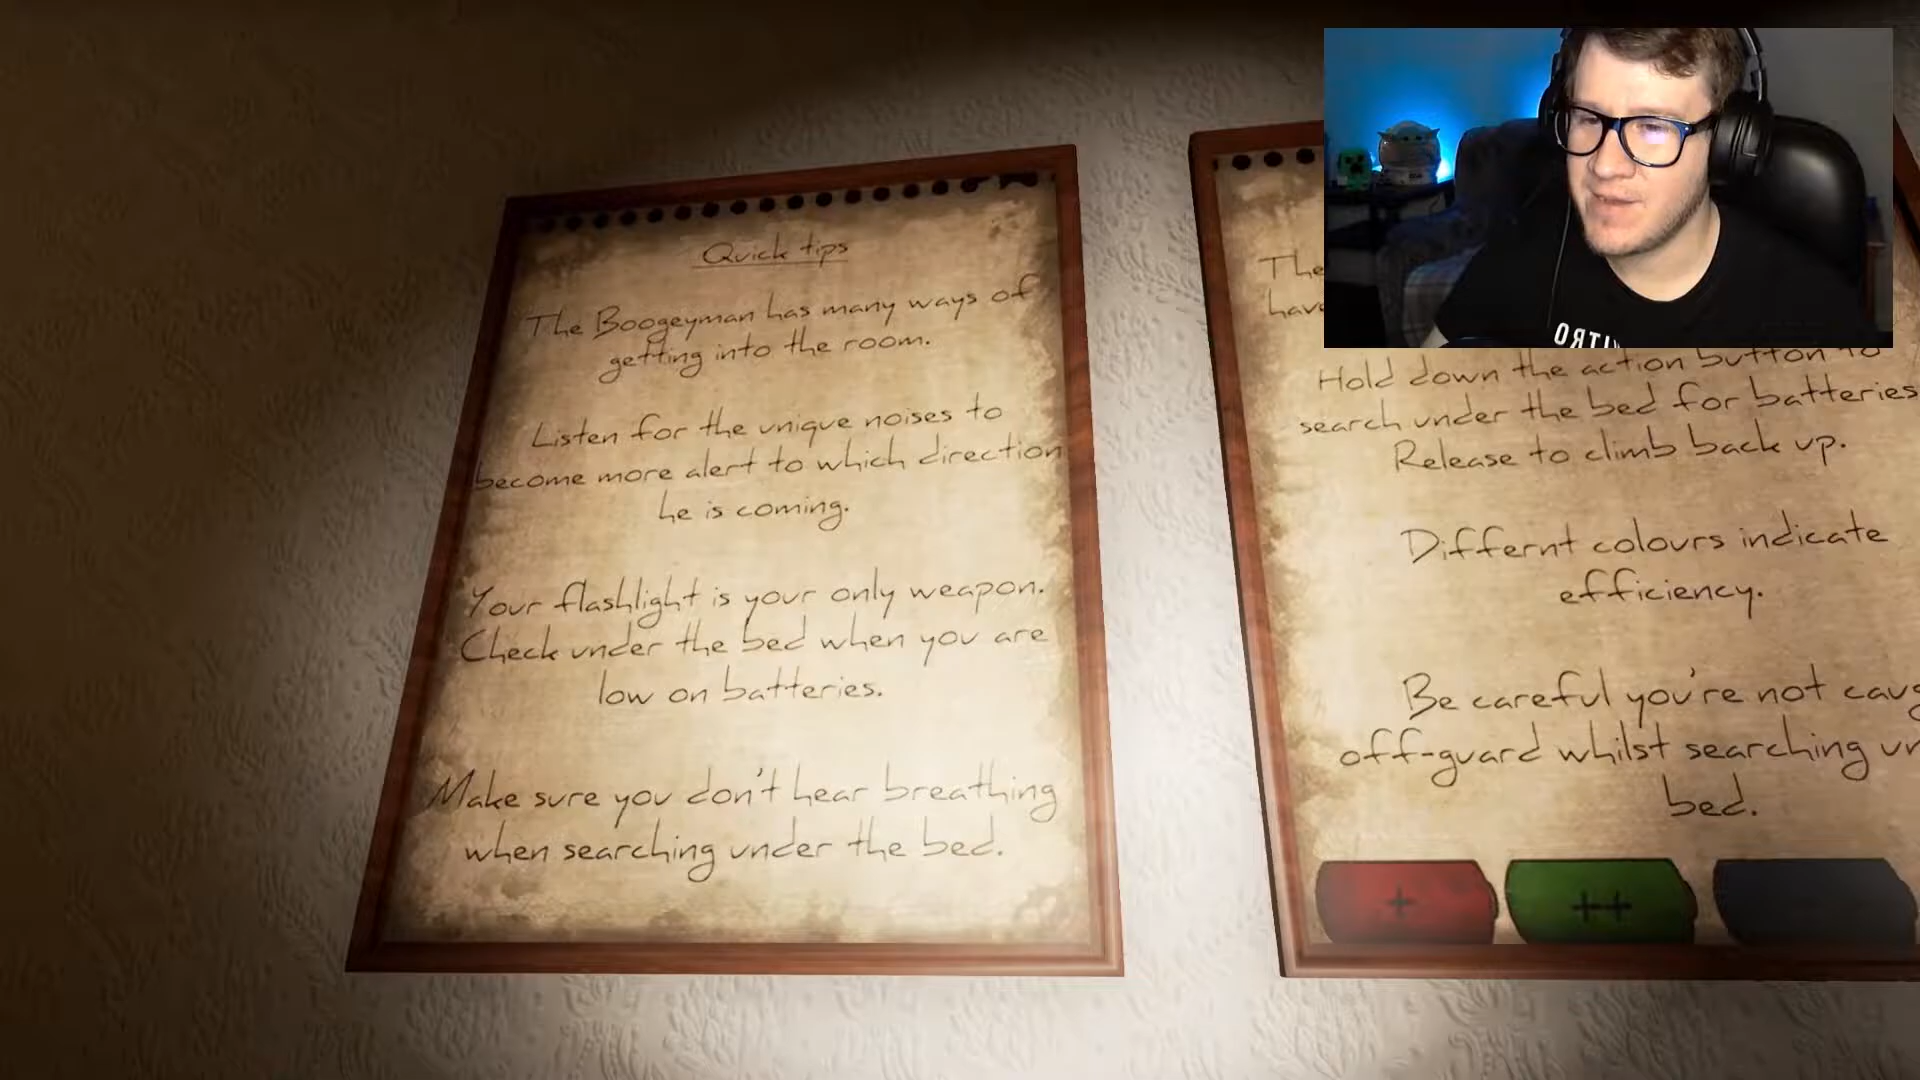 Quick tips
The Boogeyman has many ways of
getting into the room.
Listen for the unique noises to
become more alert to which direction
he is coming.
Your flashlight is your only weapon.
Check under the bed when you are
low on batteries.
Make sure you don't hear breathing
when searching under the bed.
The
have
Hold down the action button to
search under the bed for batteries
Release to climb back up.
Differnt colours indicate
efficiency.
Be careful you're not
off-guard whilst searching
bed.
+
++